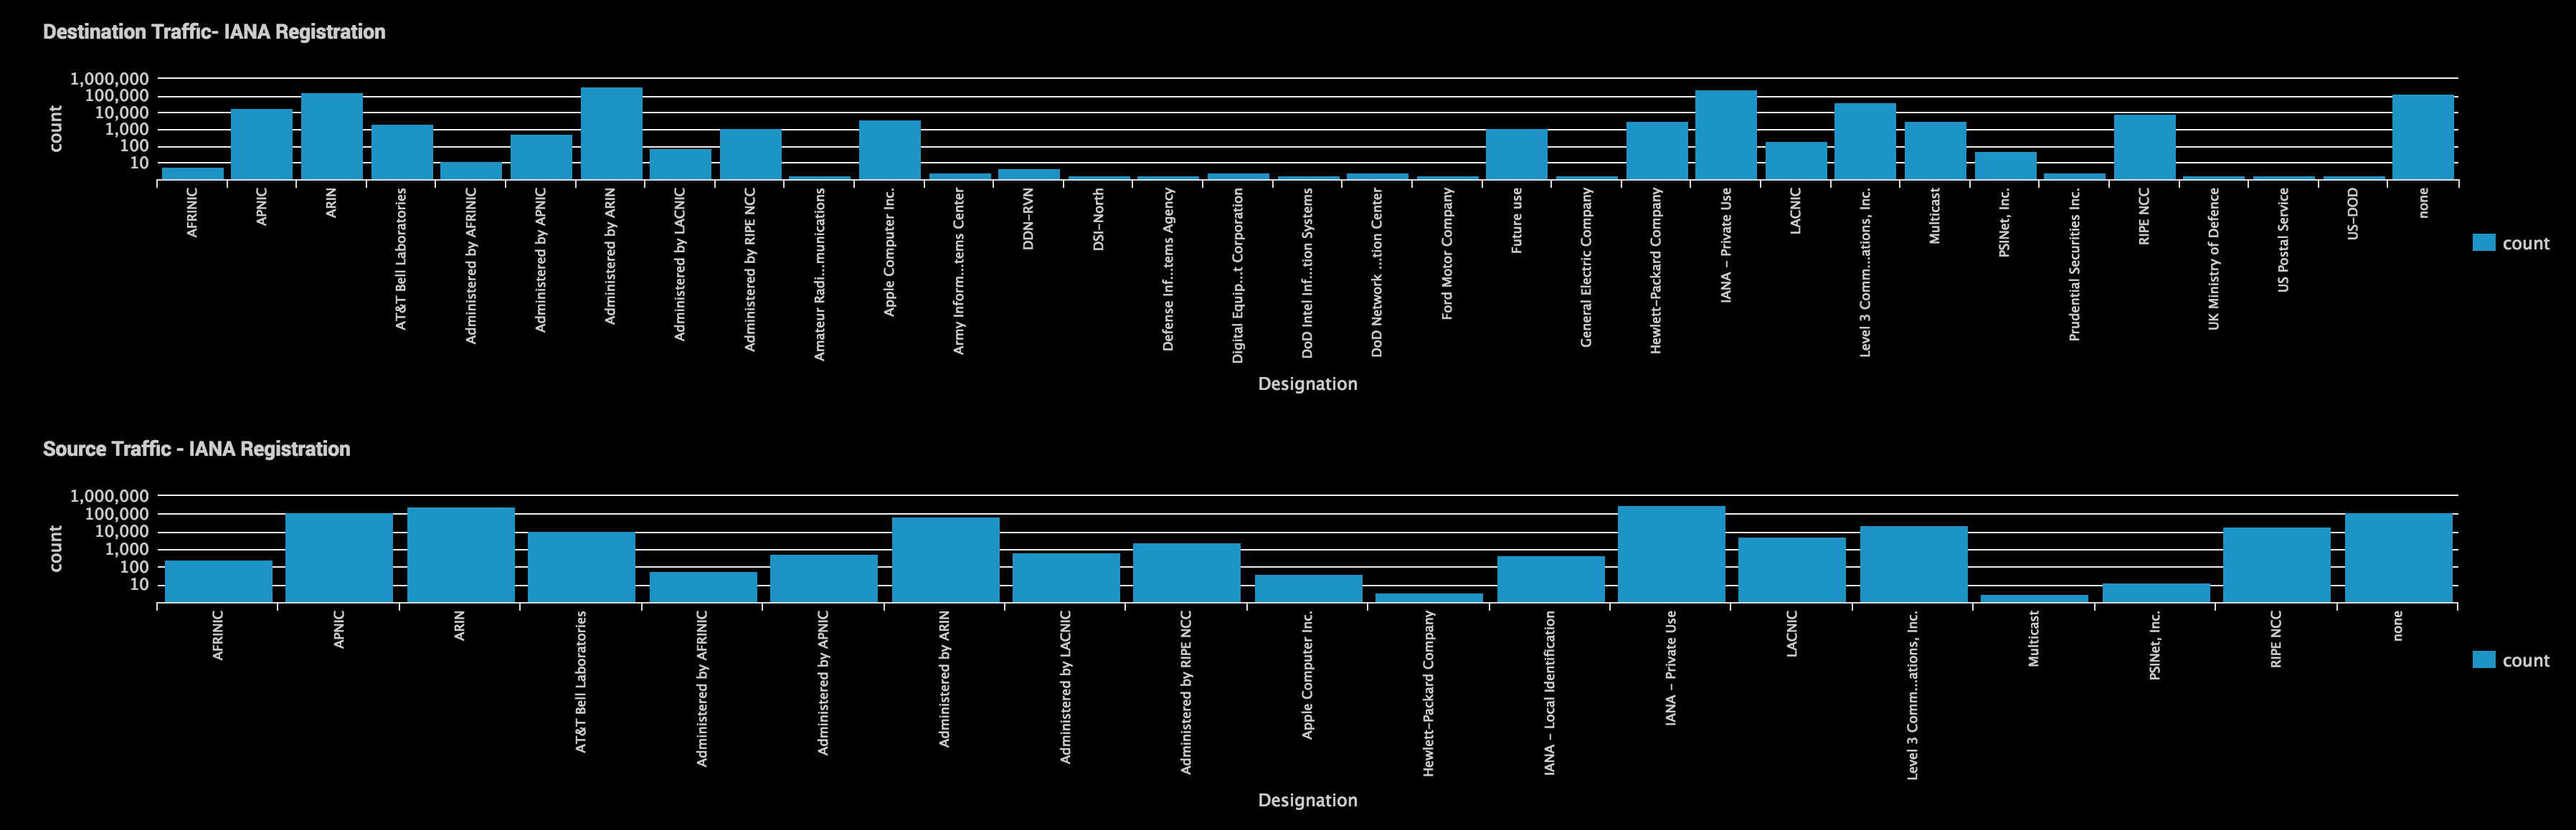 Destination Traffic- IANA Registration
1,000,000
100,000
10,000
1,000
100
10
count
AFRINIC
APNIC
ARIN
AT&T Bell Laboratories
Administered by AFRINIC
Administered by APNIC
Administered by ARIN
Administered by LACNIC
Administered by RIPE NCC
Amateur Radi...munications
Apple Computer Inc.
Army Inform...tems Center
DDN-RVN
DSI-North
Defense Inf...tems Agency
Digital Equip...t Corporation
DoD Intel Inf...tion Systems
DoD Network ...tion Center
Ford Motor Company
Future use
General Electric Company
Hewlett-Packard Company
IANA - Private Use
LACNIC
Level 3 Comm...ations, Inc.
Multicast
PSINet, Inc.
Prudential Securities Inc.
RIPE NCC
UK Ministry of Defence
US Postal Service
US-DOD
none
count
Designation
Source Traffic - IANA Registration
1,000,000
100,000
10,000
1,000
100
10
count
AFRINIC
APNIC
ARIN
AT&T Bell Laboratories
Administered by AFRINIC
Administered by APNIC
Administered by ARIN
Administered by LACNIC
Administered by RIPE NCC
Apple Computer Inc.
Hewlett-Packard Company
IANA - Local Identification
IANA - Private Use
LACNIC
Level 3 Comm...ations, Inc.
Multicast
PSINet, Inc.
RIPE NCC
none
count
Designation